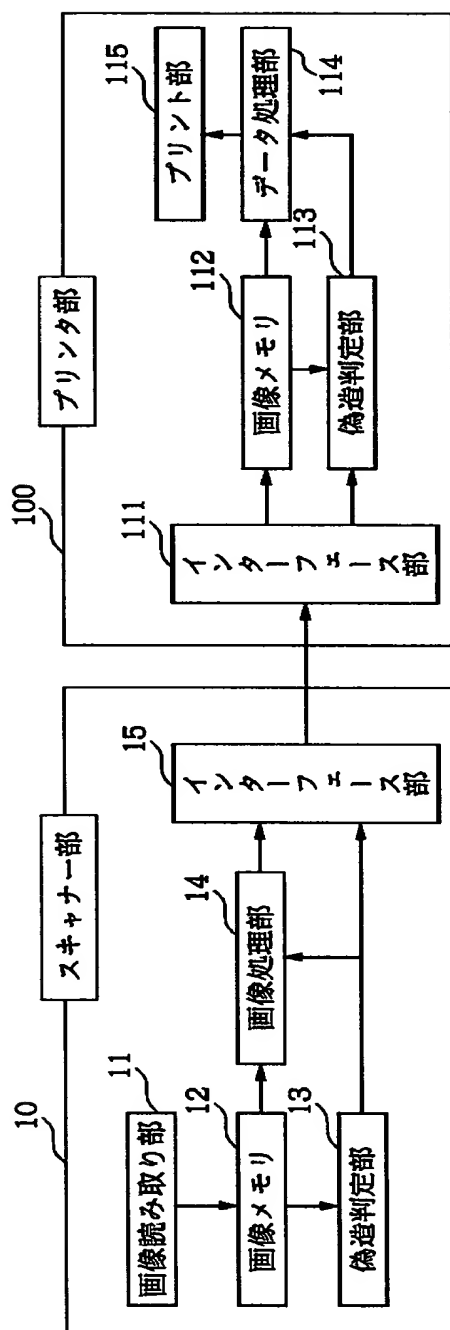 10
スキャナー部
11
画像読み取り部
12
画像メモリ
13
偽造判定部
14
画像処理部
15
インターフェース部
100
プリンタ部
111
インターフェース部
112
画像メモリ
113
偽造判定部
114
データ処理部
115
プリント部